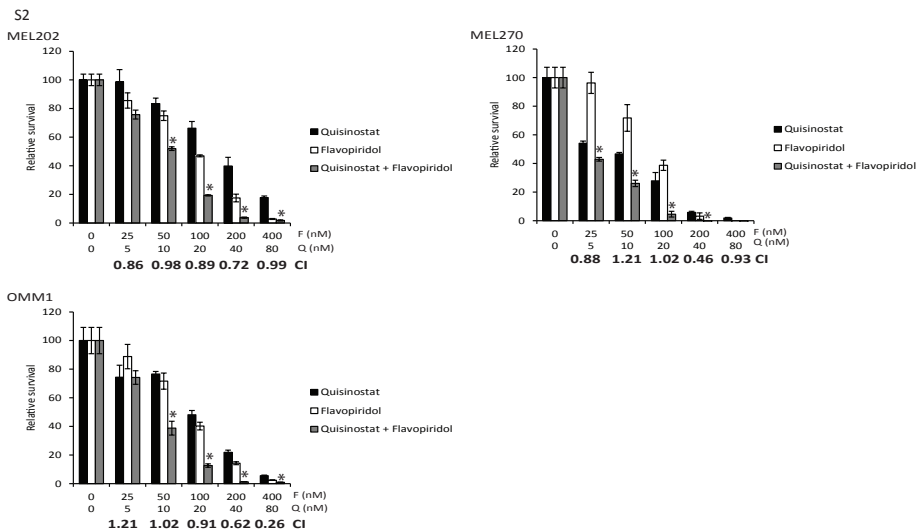 S2
MEL202
120
100
80
60
40
20
0
Relative survival
Quisinostat
Flavopiridol
Quisinostat + Flavopiridol
* * * *
0 25 50 100 200 400 F (nM)
0 5 10 20 40 80 Q (nM)
0.86 0.98 0.89 0.72 0.99 CI
MEL270
120
100
80
60
40
20
0
Relative survival
Quisinostat
Flavopiridol
Quisinostat + Flavopiridol
* * * *
0 25 50 100 200 400 F (nM)
0 5 10 20 40 80 Q (nM)
0.88 1.21 1.02 0.46 0.93 CI
OMM1
120
100
80
60
40
20
0
Relative survival
Quisinostat
Flavopiridol
Quisinostat + Flavopiridol
* * * *
0 25 50 100 200 400 F (nM)
0 5 10 20 40 80 Q (nM)
1.21 1.02 0.91 0.62 0.26 CI